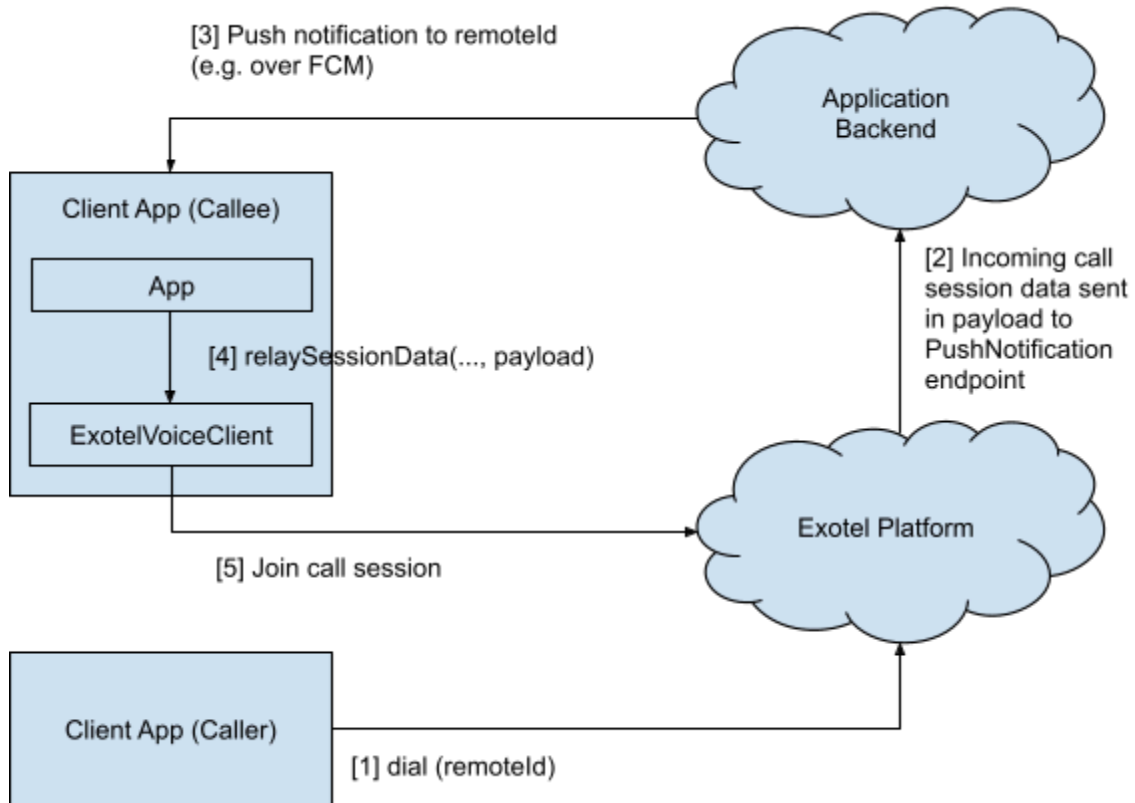 [3] Push notification to remoteId
(e.g. over FCM)
Application
Backend
Client App (Callee)
App
[4] relaySessionData(..., payload)
ExotelVoiceClient
[2] Incoming call
session data sent
in payload to
PushNotification
endpoint
Exotel Platform
[5] Join call session
Client App (Caller)
[1] dial (remoteId)